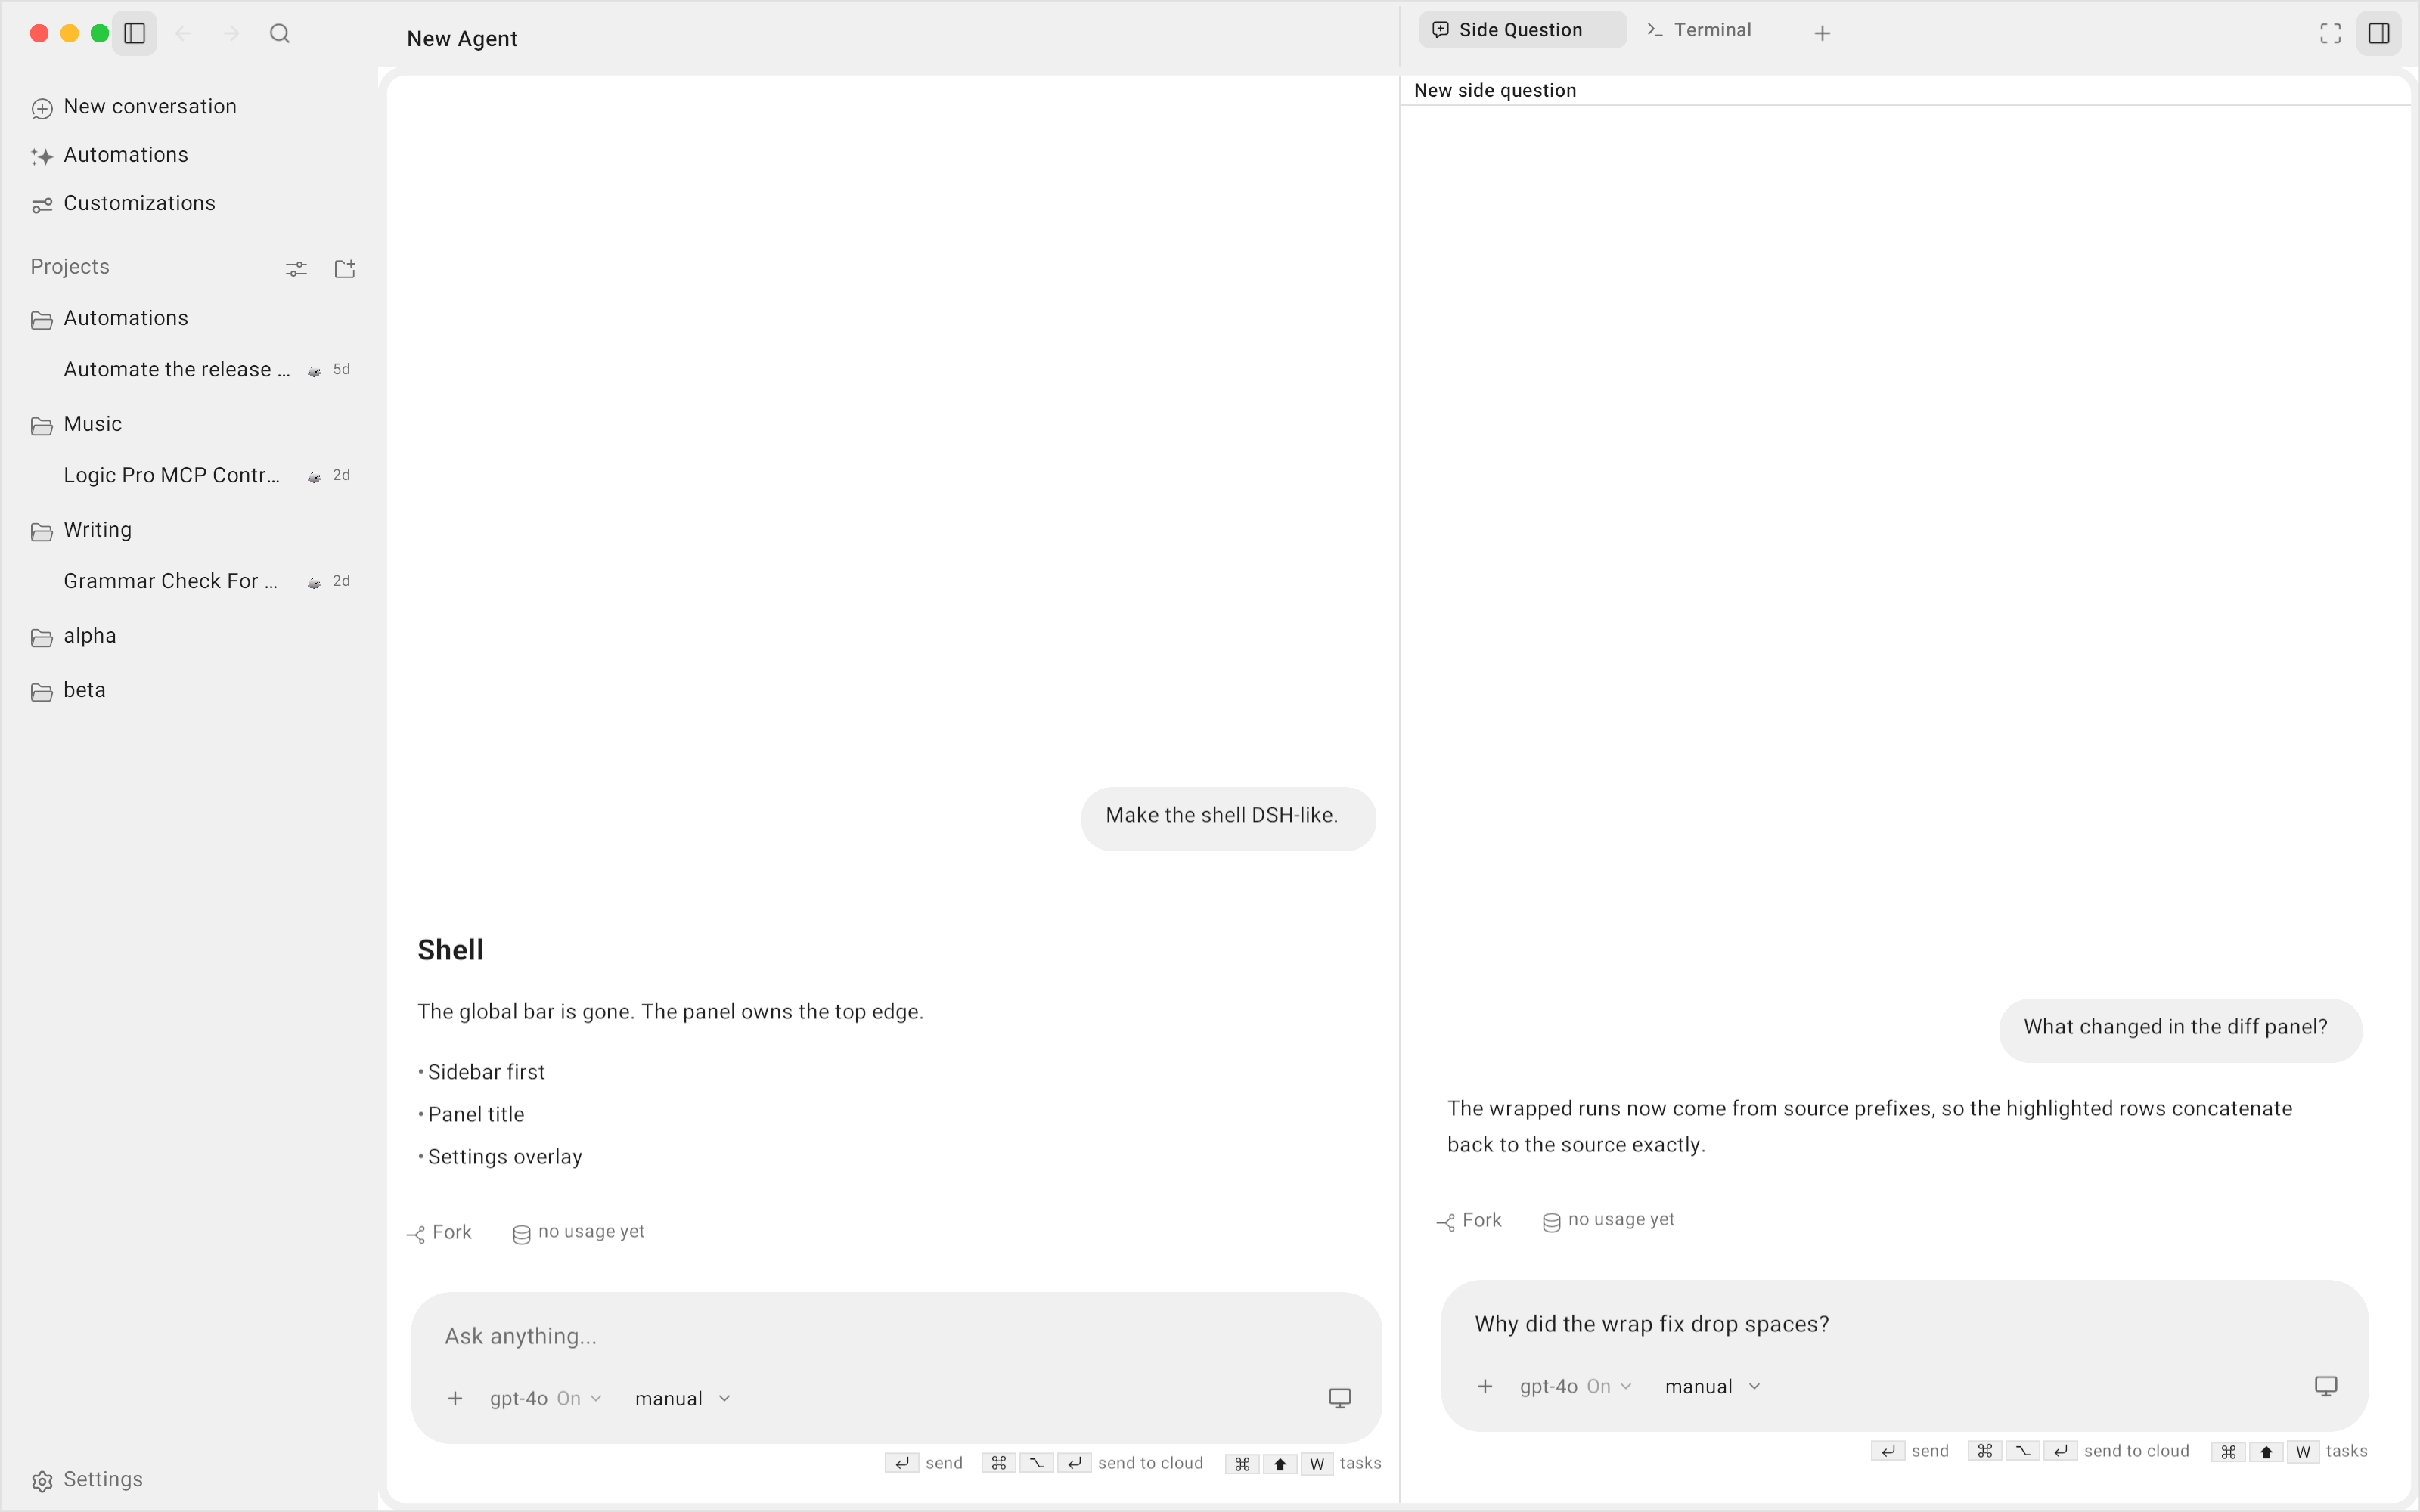 New Agent
Side Question
Terminal
New side question
New conversation
Automations
Customizations
Projects
Automations
Automate the release ... 5d
Music
Logic Pro MCP Contr... 2d
Writing
Grammar Check For ... 2d
alpha
beta
Settings
Make the shell DSH-like.
Shell
The global bar is gone. The panel owns the top edge.
• Sidebar first
• Panel title
• Settings overlay
Fork no usage yet
Ask anything...
+ gpt-4o On manual
send ⌘ ⌥ send to cloud ⌘ W tasks
What changed in the diff panel?
The wrapped runs now come from source prefixes, so the highlighted rows concatenate
back to the source exactly.
Fork no usage yet
Why did the wrap fix drop spaces?
+ gpt-4o On manual
send ⌘ ⌥ send to cloud ⌘ W tasks